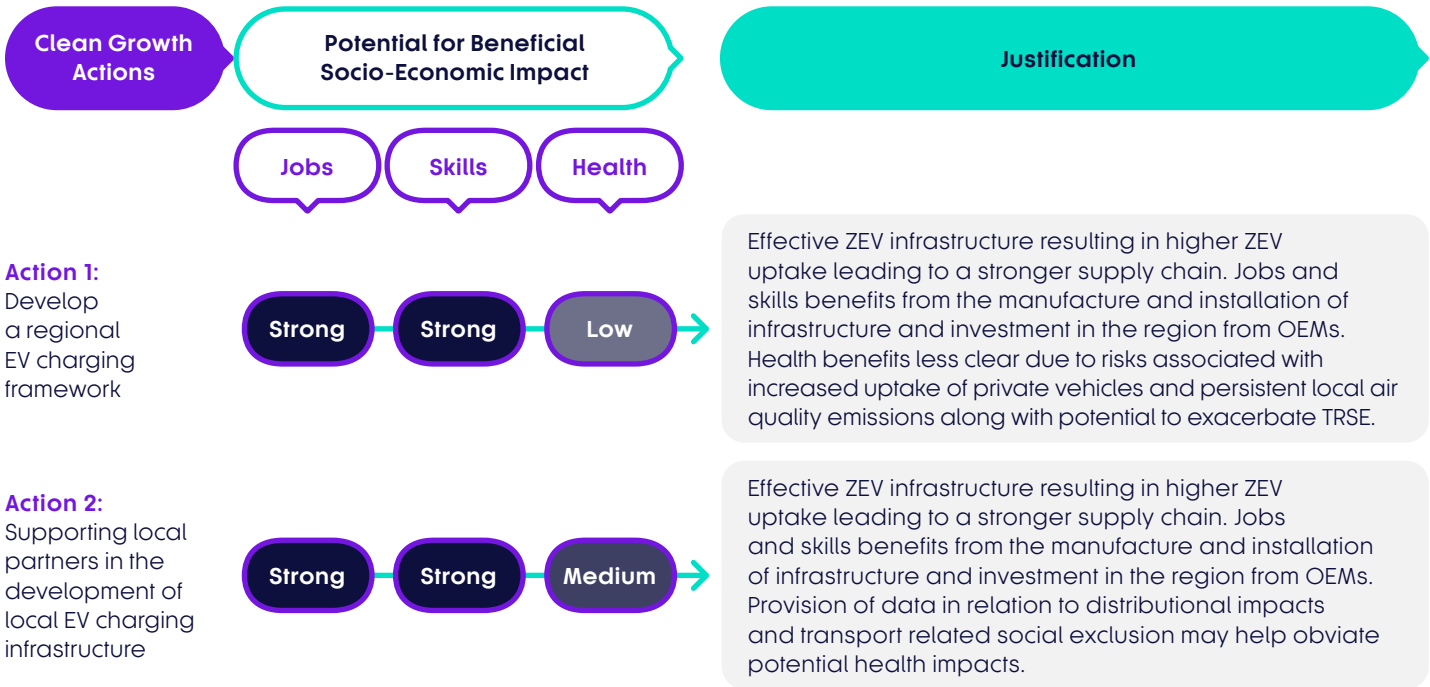 Clean Growth
Actions
Potential for Beneficial
Socio-Economic Impact
Justification
Jobs
Skills
Health
Action 1:
Develop
a regional
EV charging
framework
Strong
Strong
Low
Effective ZEV infrastructure resulting in higher ZEV
uptake leading to a stronger supply chain. Jobs and
skills benefits from the manufacture and installation of
infrastructure and investment in the region from OEMs.
Health benefits less clear due to risks associated with
increased uptake of private vehicles and persistent local air
quality emissions along with potential to exacerbate TRSE.
Action 2:
Supporting local
partners in the
development of
local EV charging
infrastructure
Strong
Strong
Medium
Effective ZEV infrastructure resulting in higher ZEV
uptake leading to a stronger supply chain. Jobs
and skills benefits from the manufacture and installation
of infrastructure and investment in the region from OEMs.
Provision of data in relation to distributional impacts
and transport related social exclusion may help obviate
potential health impacts.